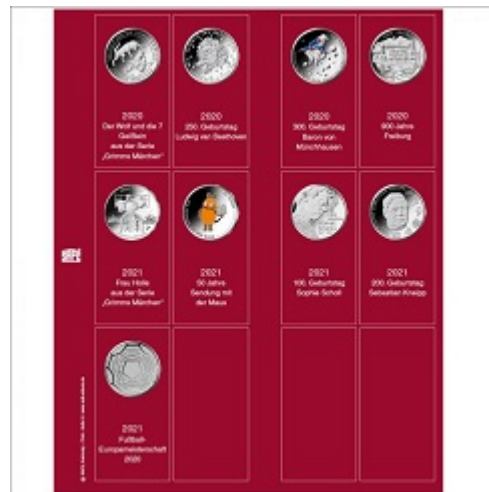 2020
Der Wolf und die 7
Geißlein
aus der Serie
„Grimms Märchen"
2020
250. Geburtstag
Ludwig van Beethoven
2020
300. Geburtstag
Baron von
Münchhausen
2020
900 Jahre
Freiburg
2021
Frau Holle
aus der Serie
„Grimms Märchen"
2021
50 Jahre
Sendung mit
der Maus
2021
100. Geburtstag
Sophie Scholl
2021
200. Geburtstag
Sebastian Kneipp
2021
Fußball-
Europameisterschaft
2020